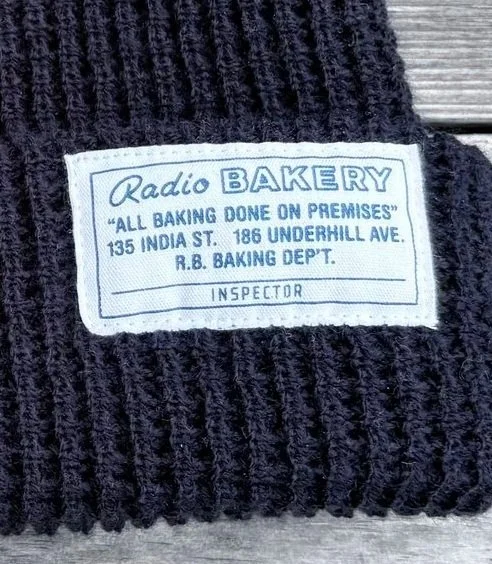 Radio BAKERY
"ALL BAKING DONE ON PREMISES"
135 INDIA ST. 186 UNDERHILL AVE.
R.B. BAKING DEP'T.
INSPECTOR